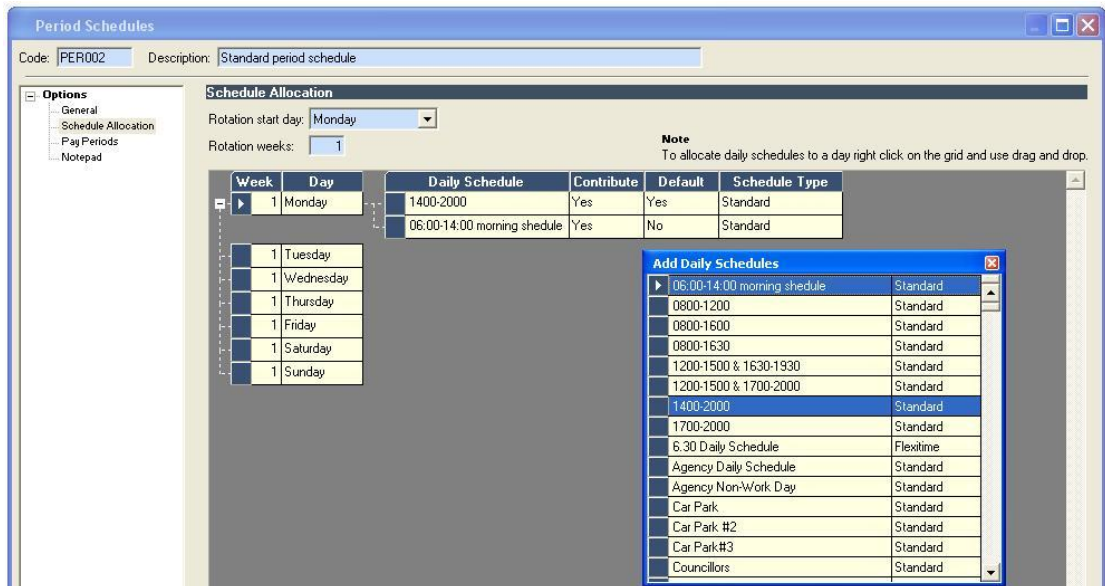 Period Schedules
Code: PER002 Description: Standard period schedule
Options
General
Schedule Allocation
Pay Periods
Notepad
Schedule Allocation
Rotation start day: Monday
Rotation weeks: 1
Note
To allocate daily schedules to a day right click on the grid and use drag and drop.
Week Day
1 Monday
Daily Schedule Contribute Default Schedule Type
1400-2000 Yes Yes Standard
06:00-14:00 morning shedule Yes No Standard
1 Tuesday
1 Wednesday
1 Thursday
1 Friday
1 Saturday
1 Sunday
Add Daily Schedules
06:00-14:00 morning shedule Standard
0800-1200 Standard
0800-1600 Standard
0800-1630 Standard
1200-1500 & 1630-1930 Standard
1200-1500 & 1700-2000 Standard
1400-2000 Standard
1700-2000 Standard
6.30 Daily Schedule Flexitime
Agency Daily Schedule Standard
Agency Non-Work Day Standard
Car Park Standard
Car Park #2 Standard
Car Park#3 Standard
Councillors Standard